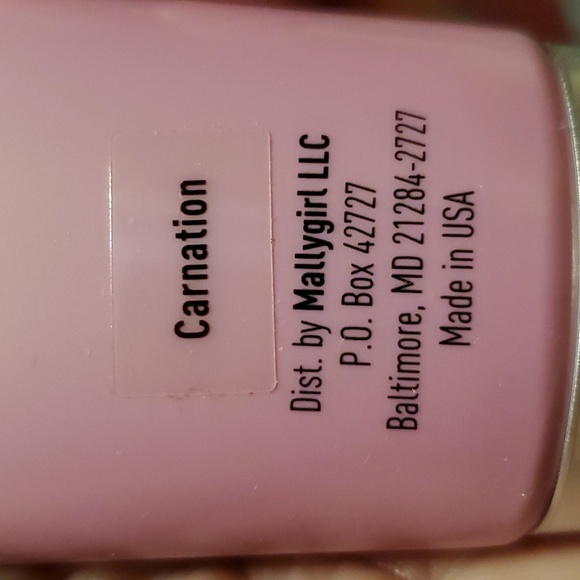 Carnation
Dist. by Mallygirl LLC
P.O. Box 42727
Baltimore, MD 21284-2727
Made in USA